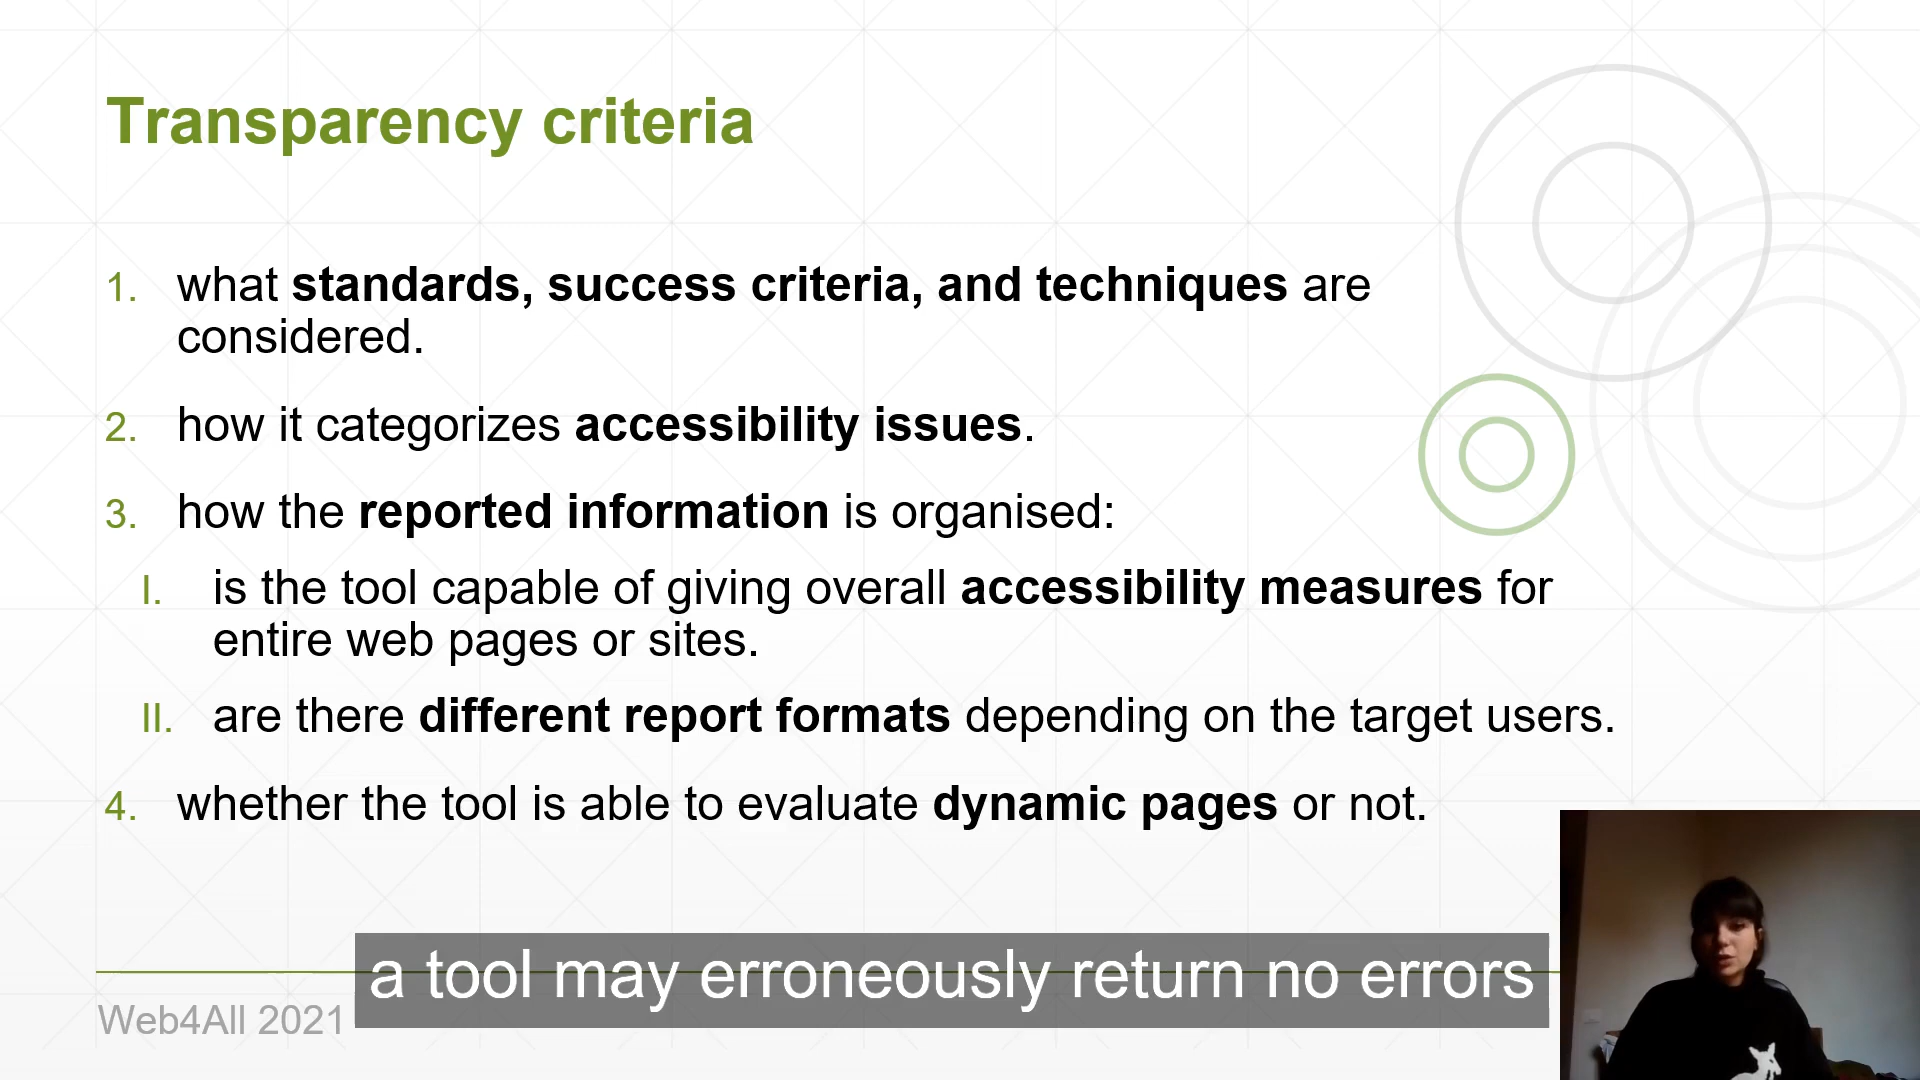 Transparency criteria
1. what standards, success criteria, and techniques are
considered.
2. how it categorizes accessibility issues.
3. how the reported information is organised:
I. is the tool capable of giving overall accessibility measures for
entire web pages or sites.
II. are there different report formats depending on the target users.
4. whether the tool is able to evaluate dynamic pages or not.
a tool may erroneously return no errors
Web4All 2021